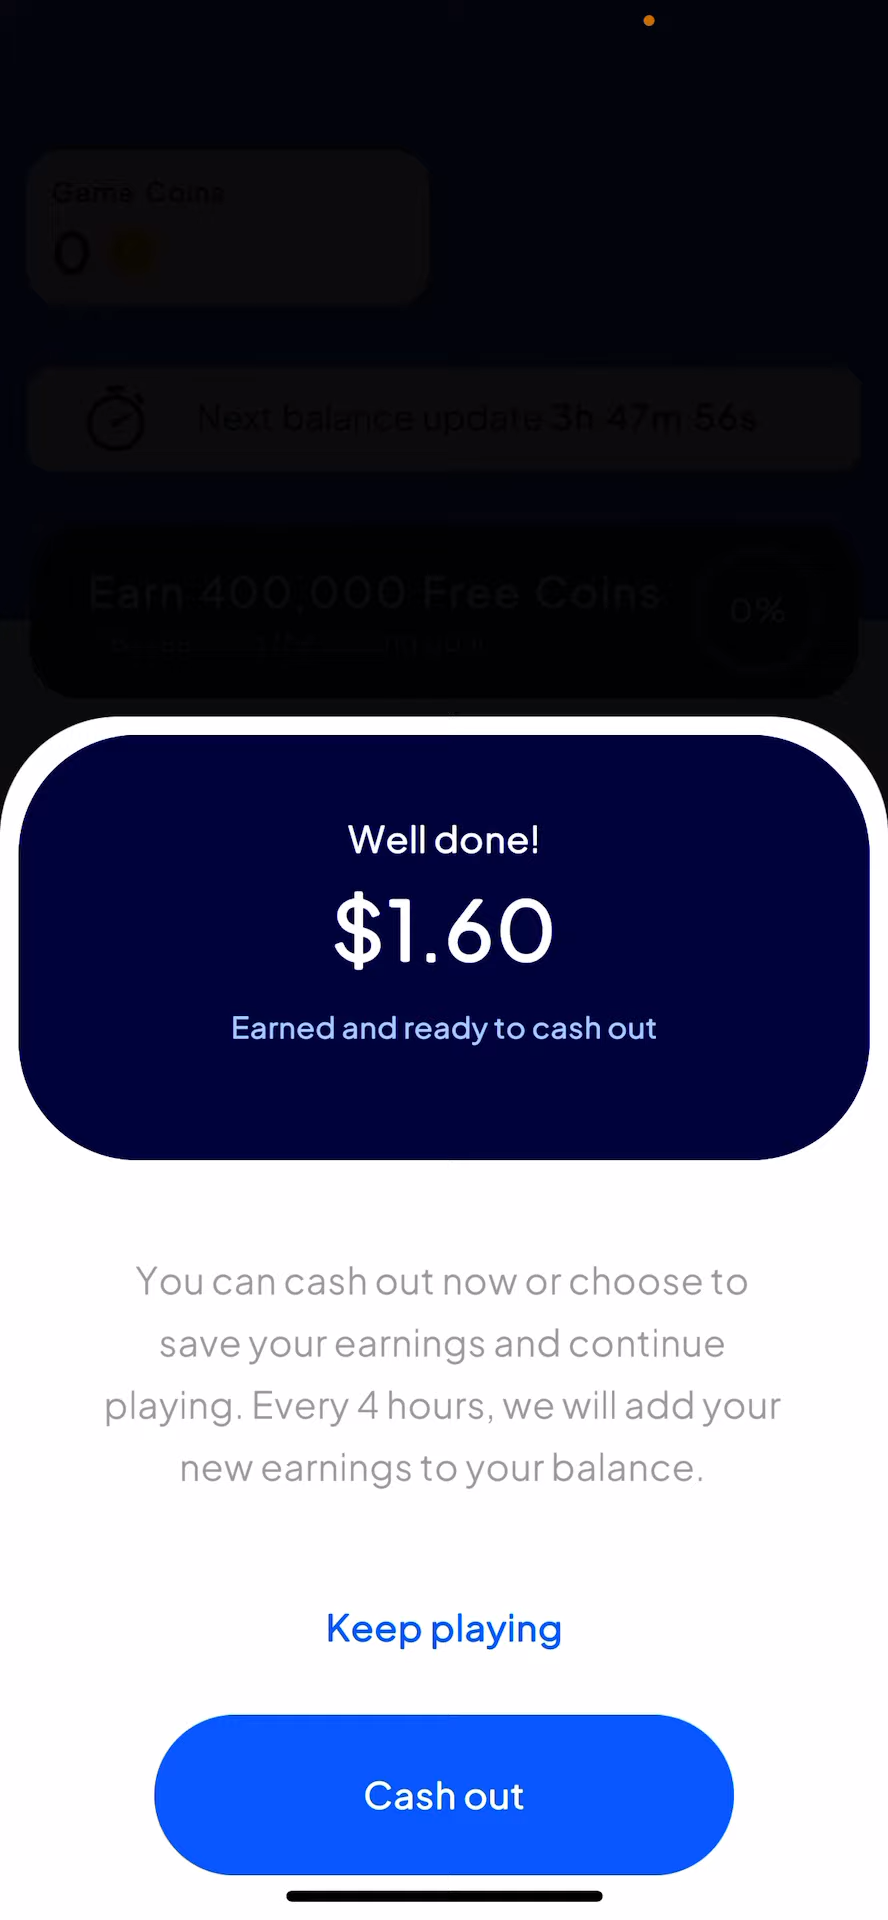 Game Coins
0
Next balance update 3h 47m 56s
Earn 400,000 Free Coins
0%
Well done!
$1.60
Earned and ready to cash out
You can cash out now or choose to
save your earnings and continue
playing. Every 4 hours, we will add your
new earnings to your balance.
Keep playing
Cash out